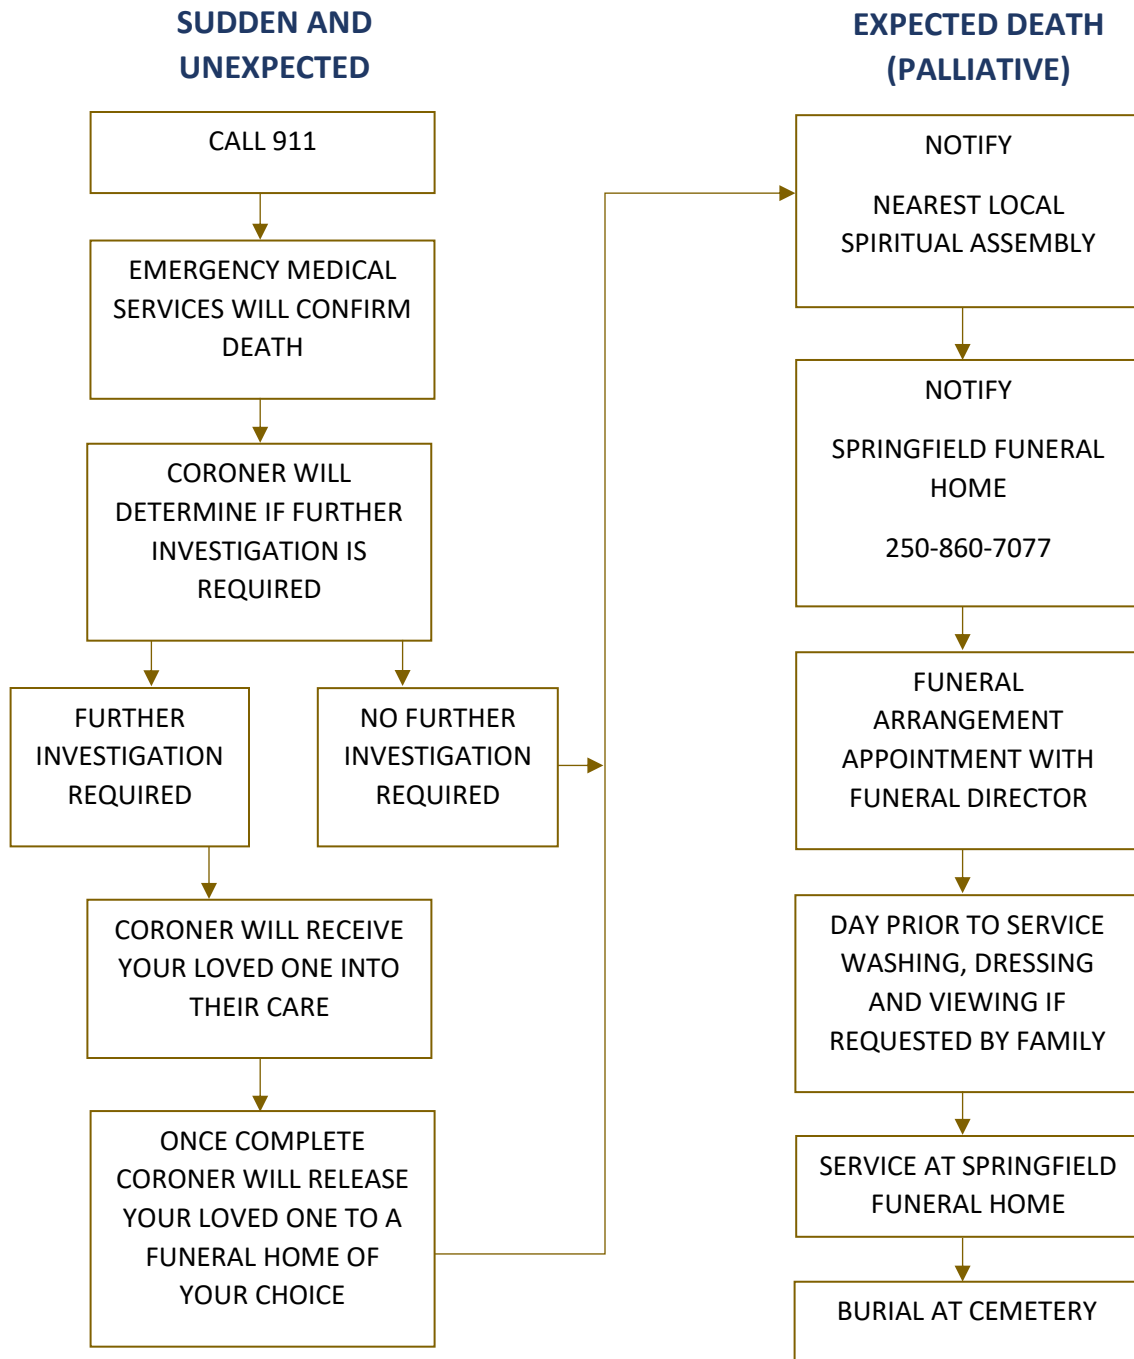 SUDDEN AND
UNEXPECTED
CALL 911
EMERGENCY MEDICAL
SERVICES WILL CONFIRM
DEATH
CORONER WILL
DETERMINE IF FURTHER
INVESTIGATION IS
REQUIRED
FURTHER
INVESTIGATION
REQUIRED
NO FURTHER
INVESTIGATION
REQUIRED
CORONER WILL RECEIVE
YOUR LOVED ONE INTO
THEIR CARE
ONCE COMPLETE
CORONER WILL RELEASE
YOUR LOVED ONE TO A
FUNERAL HOME OF
YOUR CHOICE
EXPECTED DEATH
(PALLIATIVE)
NOTIFY
NEAREST LOCAL
SPIRITUAL ASSEMBLY
NOTIFY
SPRINGFIELD FUNERAL
HOME
250-860-7077
FUNERAL
ARRANGEMENT
APPOINTMENT WITH
FUNERAL DIRECTOR
DAY PRIOR TO SERVICE
WASHING, DRESSING
AND VIEWING IF
REQUESTED BY FAMILY
SERVICE AT SPRINGFIELD
FUNERAL HOME
BURIAL AT CEMETERY